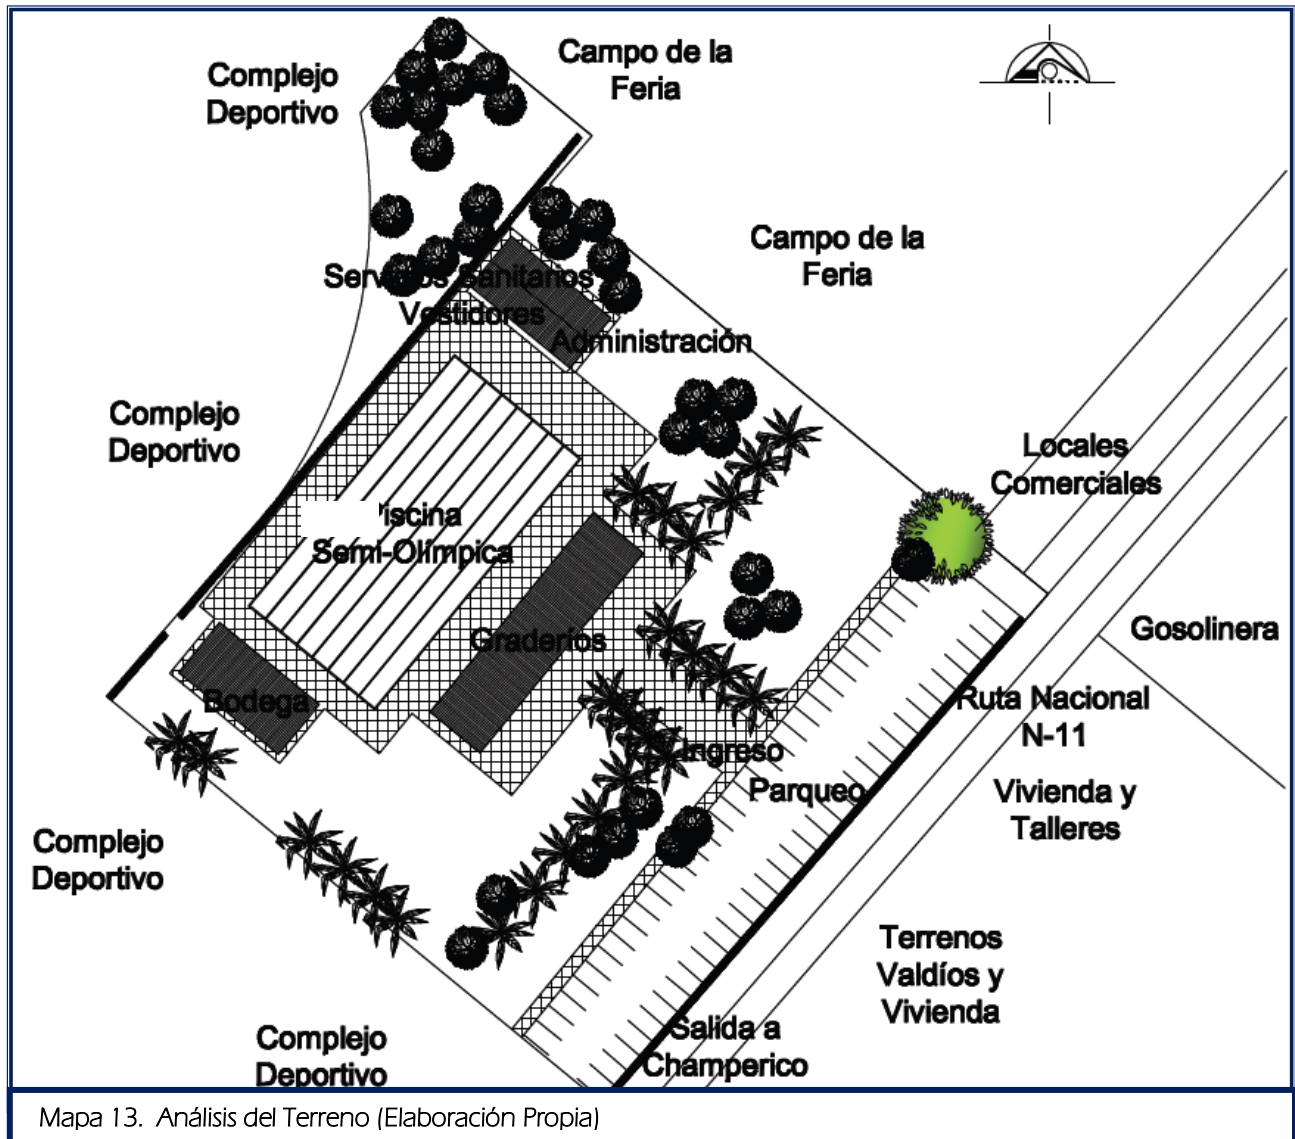 Campo de la
Feria
Complejo
Deportivo
Campo de la
Feria
Servicios Sanitarios
Vestidores
Administración
Complejo
Deportivo
Locales
Comerciales
iscina
Semi-Olímpica
Gosolinera
Graderíos
Bodega
Ruta Nacional
N-11
Ingreso
Parqueo
Vivienda y
Talleres
Complejo
Deportivo
Terrenos
Valdíos y
Vivienda
Salida a
Champerico
Complejo
Deportivo
Mapa 13. Análisis del Terreno (Elaboración Propia)